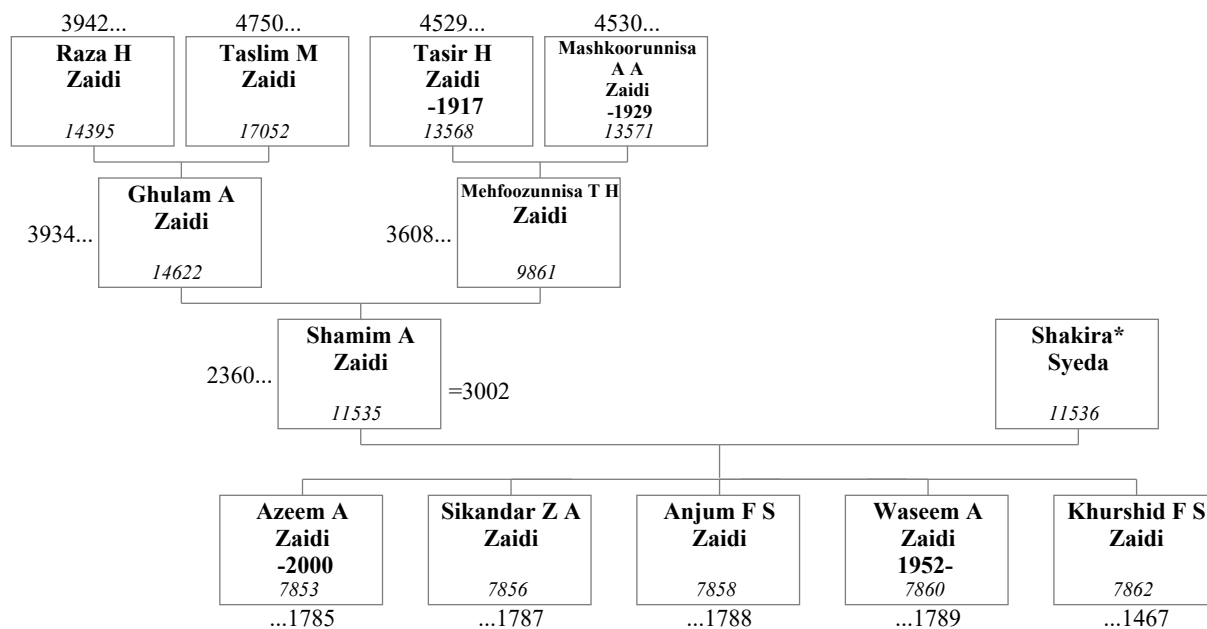 3942... 4750... 4529... 4530...
Raza H
Zaidi
14395
Taslim M
Zaidi
17052
Tasir H
Zaidi
-1917
13568
Mashkoorunnisa
A A
Zaidi
-1929
13571
3934...
Ghulam A
Zaidi
14622
3608...
Mehfoozunnisa T H
Zaidi
9861
2360...
Shamim A
Zaidi
11535
=3002
Shakira*
Syeda
11536
Azeem A
Zaidi
-2000
7853
Sikandar Z A
Zaidi
7856
Anjum F S
Zaidi
7858
Waseem A
Zaidi
1952-
7860
Khurshid F S
Zaidi
7862
...1785 ...1787 ...1788 ...1789 ...1467